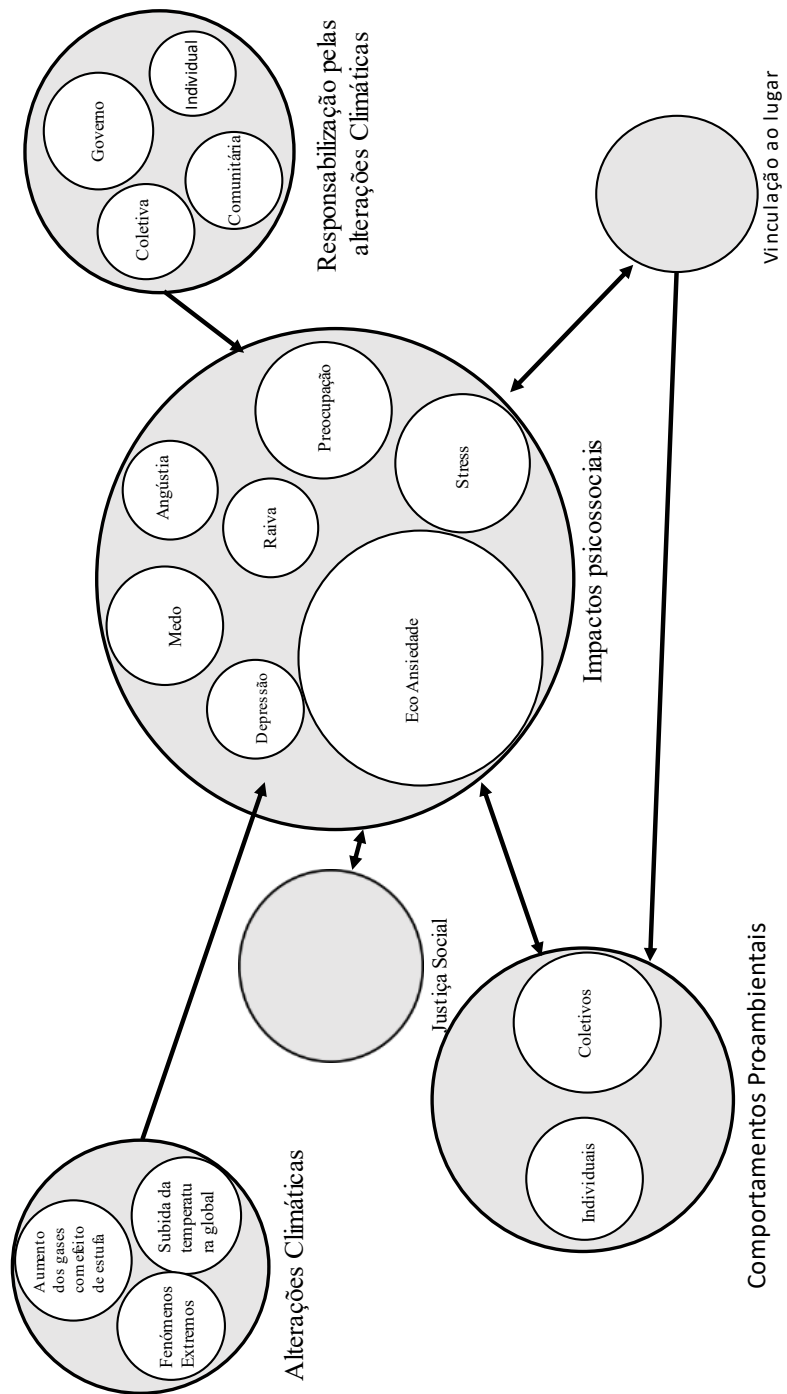 Aumento
dos gases
com efeito
de estufa
Fenómenos
Extremos
Subida da
temperatu
ra global
Alterações Climáticas
Justiça Social
Individuais
Coletivos
Comportamentos Pro-ambientais
Medo
Angústia
Depressão
Raiva
Preocupação
Eco Ansiedade
Stress
Impactos psicossociais
Governo
Coletiva
Individual
Comunitária
Responsabilização pelas
alterações Climáticas
Vinculação ao lugar